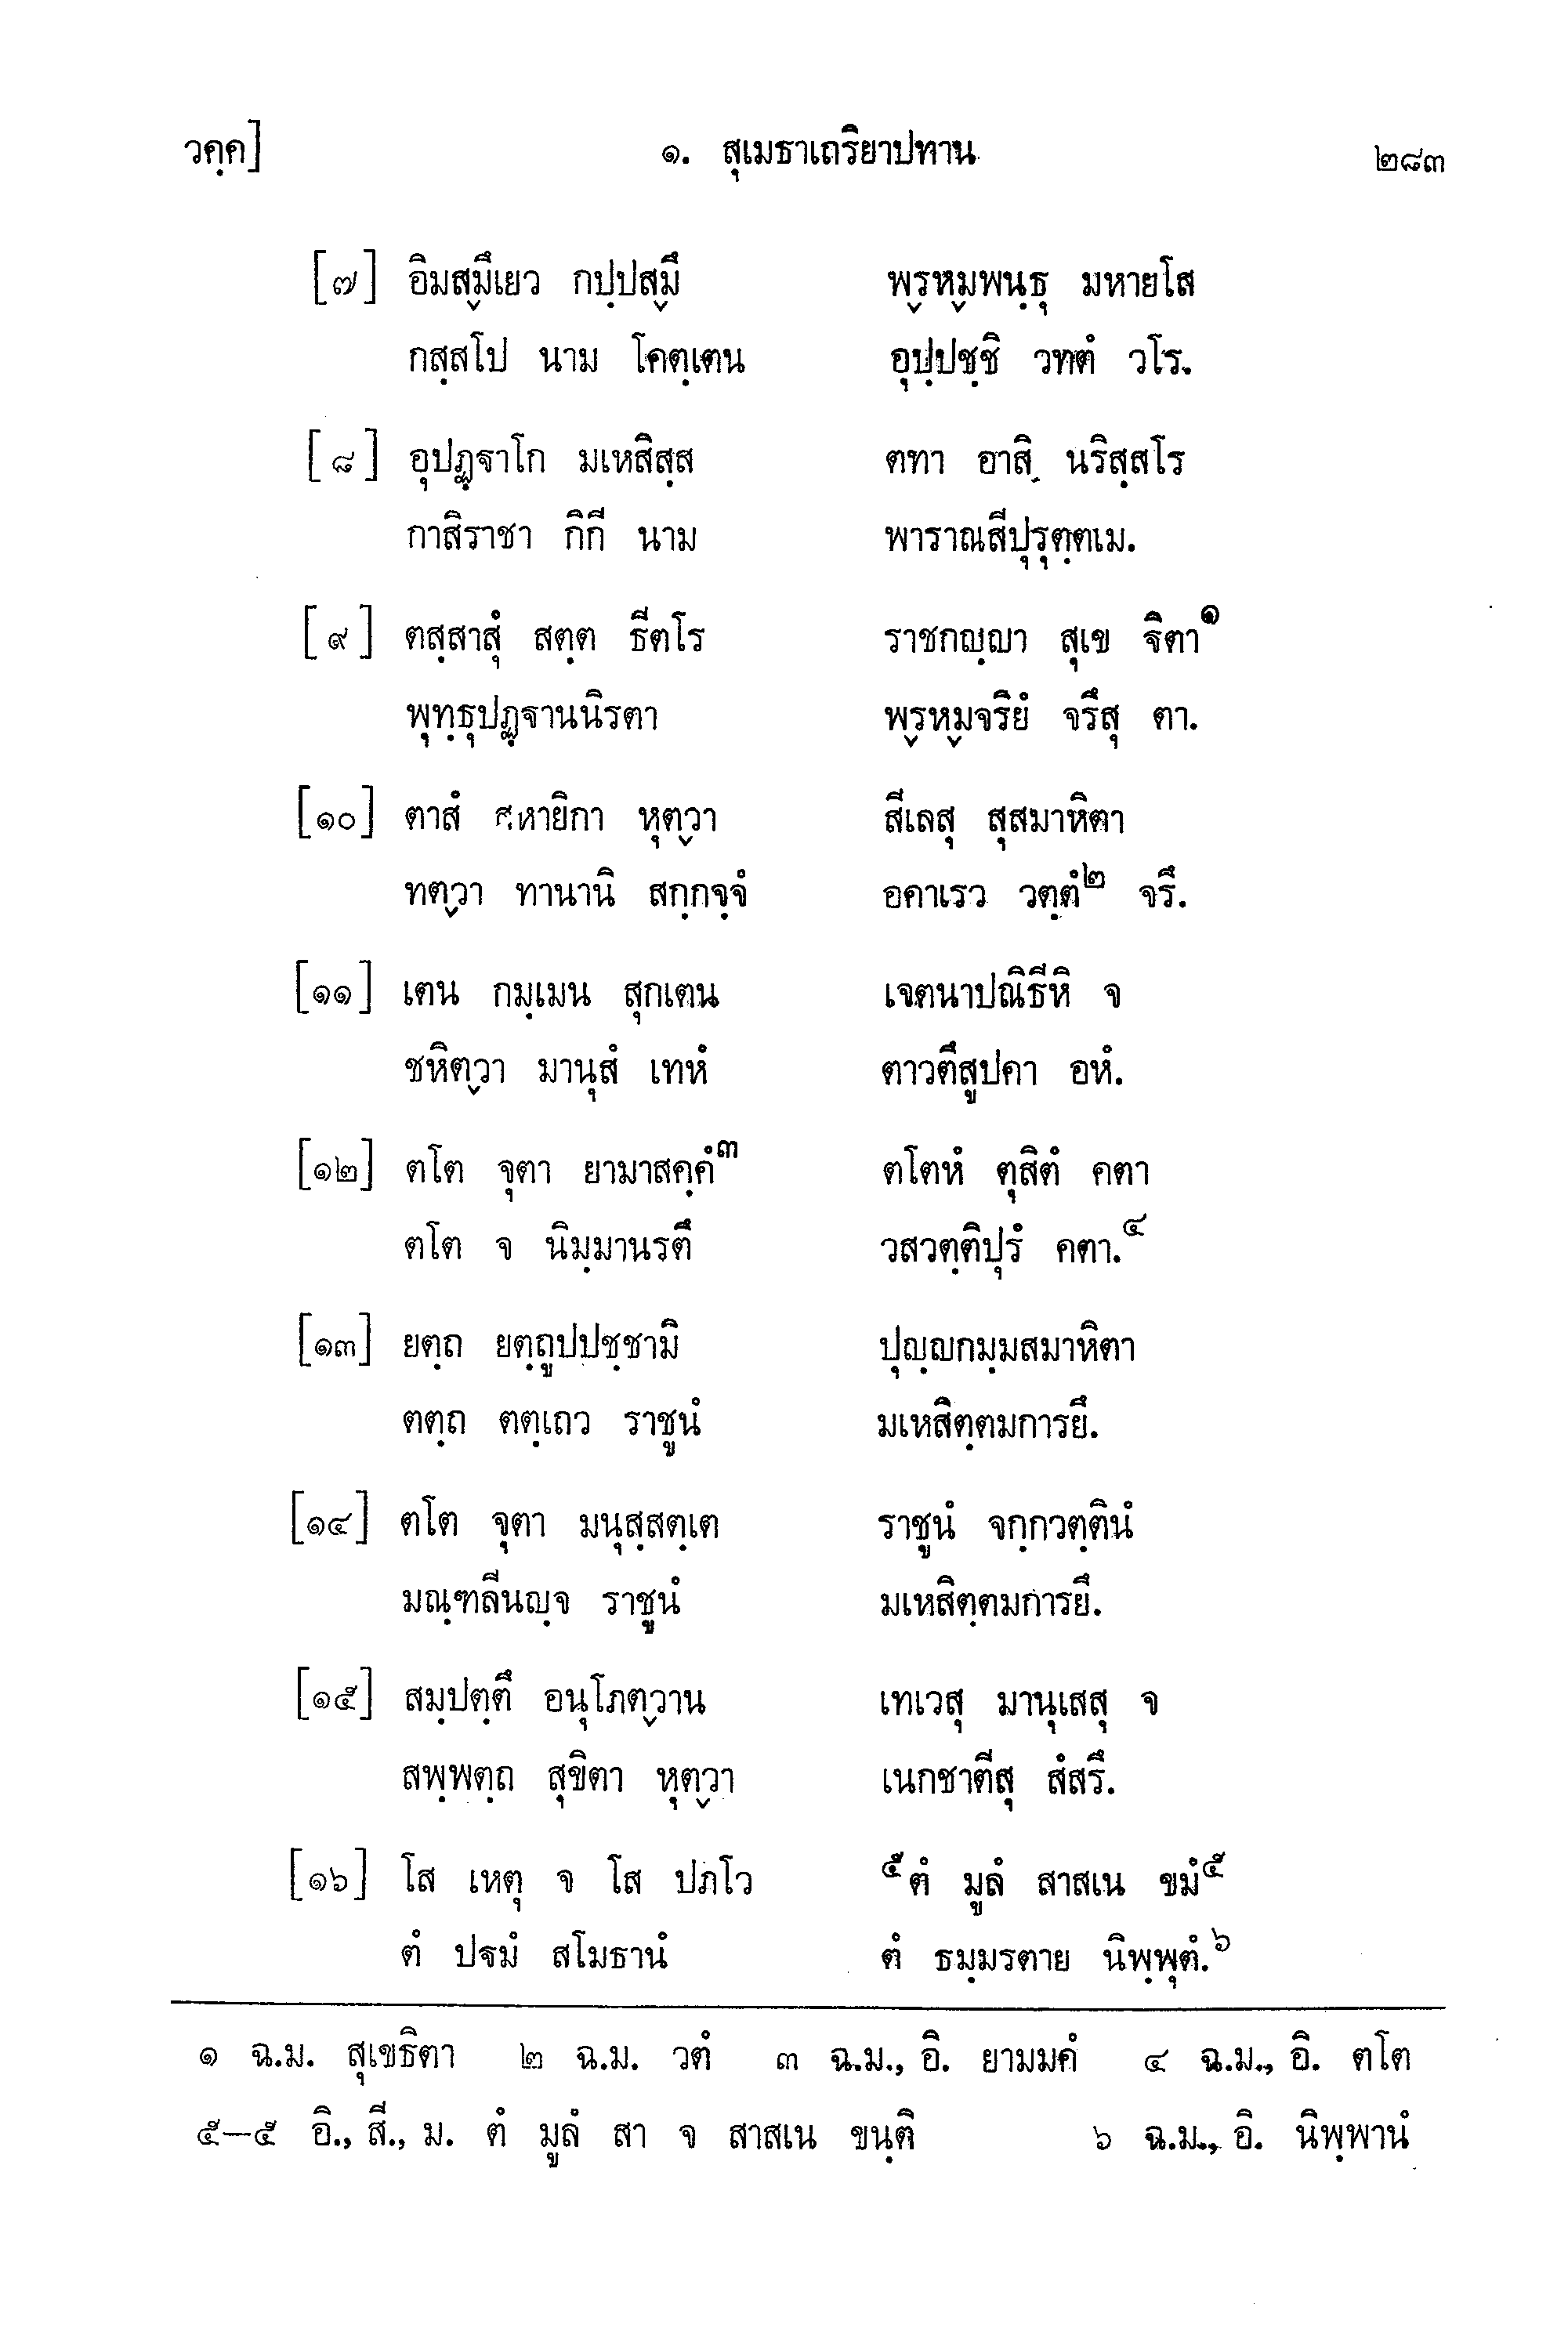 วคฺค] ๑. สุเมธาเถริยาปทาน ๒๘๓
[๗] อิมสฺมึเยว กปฺปสฺมึ พฺรหฺมพนฺธุ มหายโส
กสฺสโป นาม โคตฺเตน อุปฺปชฺชิ วทตํ วโร.
[๘] อุปฏฺฐาโก มเหสิสฺส ตทา อาสิ นริสฺสโร
กาสิราชา กิกี นาม พาราณสีปุรุตฺตเม.
[๙] ตสฺสาสุํ สตฺต ธีตโร ราชกญฺญา สุเข ฐิตา๑
พุทฺธุปฏฺฐานนิรตา พฺรหฺมจริยํ จรึสุ ตา.
[๑๐] ตาสํ สหายิกา หุตฺวา สีเลสุ สุสมาหิตา
ทตฺวา ทานานิ สกฺกจฺจํ อคาเรว วตฺตํ๒ จรึ.
[๑๑] เตน กมฺเมน สุกเตน เจตนาปณิธีหิ จ
ชหิตฺวา มานุสํ เทหํ ตาวตึสูปคา อหํ.
[๑๒] ตโต จุตา ยามาสคฺคํ๓ ตโตหํ ตุสิตํ คตา
ตโต จ นิมฺมานรตึ วสวตฺติปุรํ คตา.๔
[๑๓] ยตฺถ ยตฺถูปปชฺชามิ ปุญฺญกมฺมสมาหิตา
ตตฺถ ตตฺเถว ราชูนํ มเหสิตฺตมการยึ.
[๑๔] ตโต จุตา มนุสฺสตฺเต ราชูนํ จกฺกวตฺตินํ
มณฺฑลีนญฺจ ราชูนํ มเหสิตฺตมการยึ.
[๑๕] สมฺปตฺตึ อนุโภตฺวาน เทเวสุ มานุเสสุ จ
สพฺพตฺถ สุขิตา หุตฺวา เนกชาตีสุ สํสรึ.
[๑๖] โส เหตุ จ โส ปภโว ๕ตํ มูลํ สาสเน ขมํ๕
ตํ ปฐมํ สโมธานํ ตํ ธมฺมรตาย นิพฺพุตํ.๖
๑ ฉ.ม. สุเขธิตา ๒ ฉ.ม. วตํ ๓ ฉ.ม., อิ. ยามมคํ ๔ ฉ.ม., อิ. ตโต
๕–๕ อิ., สี., ม. ตํ มูลํ สา จ สาสเน ขนฺติ ๖ ฉ.ม., อิ. นิพฺพานํ